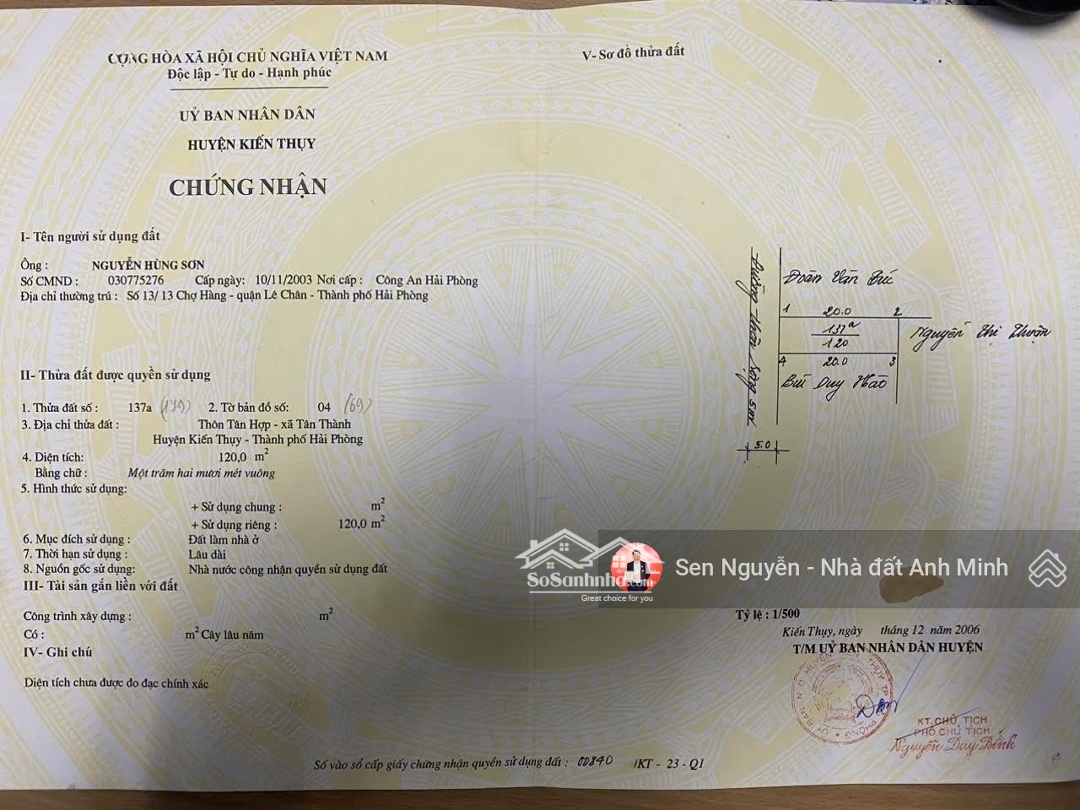 CỘNG HÒA XÃ HỘI CHỦ NGHĨA VIỆT NAM
Độc lập - Tự do - Hạnh phúc
UỶ BAN NHÂN DÂN
HUYỆN KIẾN THỤY
CHỨNG NHẬN
I- Tên người sử dụng đất
Ông : NGUYỄN HÙNG SƠN
Số CMND : 030775276 Cấp ngày: 10/11/2003 Nơi cấp : Công An Hải Phòng
Địa chỉ thường trú : Số 13/ 13 Chợ Hàng - quận Lê Chân - Thành phố Hải Phòng
II- Thửa đất được quyền sử dụng
1. Thửa đất số : 137a (139) 2. Tờ bản đồ số: 04 (69)
3. Địa chỉ thửa đất : Thôn Tân Hợp - xã Tân Thành
Huyện Kiến Thụy - Thành phố Hải Phòng
4. Diện tích: 120,0 m²
Bằng chữ : Một trăm hai mươi mét vuông
5. Hình thức sử dụng:
+ Sử dụng chung : m²
+ Sử dụng riêng : 120,0 m²
6. Mục đích sử dụng : Đất làm nhà ở
7. Thời hạn sử dụng : Lâu dài
8. Nguồn gốc sử dụng: Nhà nước công nhận quyền sử dụng đất
III- Tài sản gắn liền với đất
Công trình xây dựng : m²
Có : m² Cây lâu năm
IV- Ghi chú
Diện tích chưa được đo đạc chính xác
V- Sơ đồ thửa đất
Đoàn Văn Bức
1 20.0 2
137a
120
Nguyễn Thị Thuận
4 20.0 3
Bùi Duy Hào
Đường thôn
5.0
SoSanhnha.com
Great choice for you
Sen Nguyễn - Nhà đất Anh Minh
Tỷ lệ : 1/500
Kiến Thụy, ngày tháng 12 năm 2006
T/M UỶ BAN NHÂN DÂN HUYỆN
KT. CHỦ TỊCH
PHÓ CHỦ TỊCH
Nguyễn Duy Bình
Số vào sổ cấp giấy chứng nhận quyền sử dụng đất : 00840 /KT - 23 - Q1